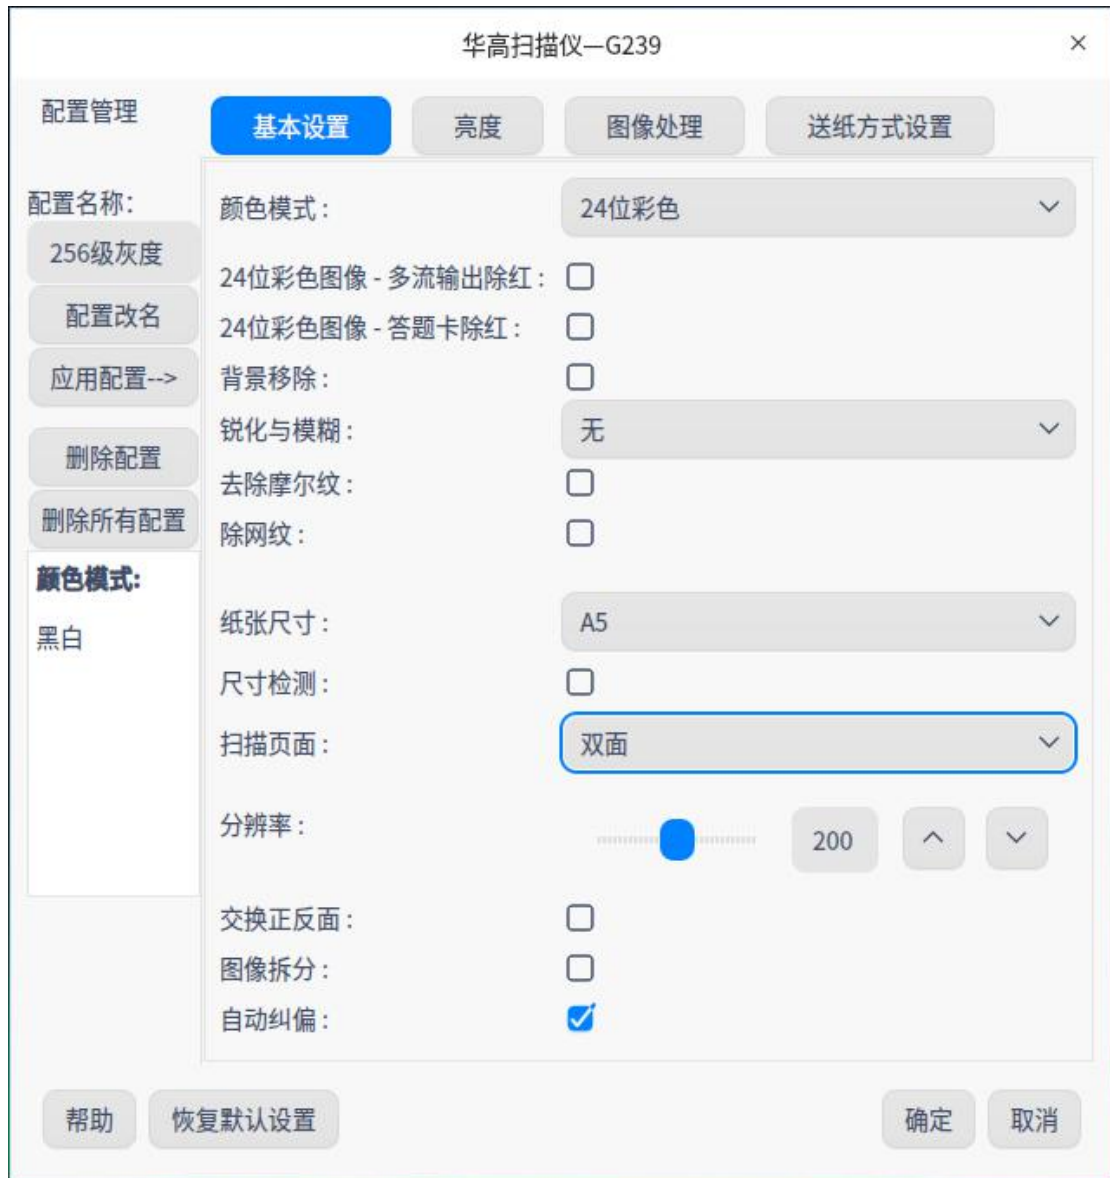 华高扫描仪—G239
配置管理
基本设置 亮度 图像处理 送纸方式设置
配置名称:
256级灰度
配置改名
应用配置-->
删除配置
删除所有配置
颜色模式:
黑白
颜色模式: 24位彩色
24位彩色图像 - 多流输出除红:
24位彩色图像 - 答题卡除红:
背景移除:
锐化与模糊: 无
去除摩尔纹:
除网纹:
纸张尺寸: A5
尺寸检测:
扫描页面: 双面
分辨率: 200
交换正反面:
图像拆分:
自动纠偏:
帮助 恢复默认设置 确定 取消